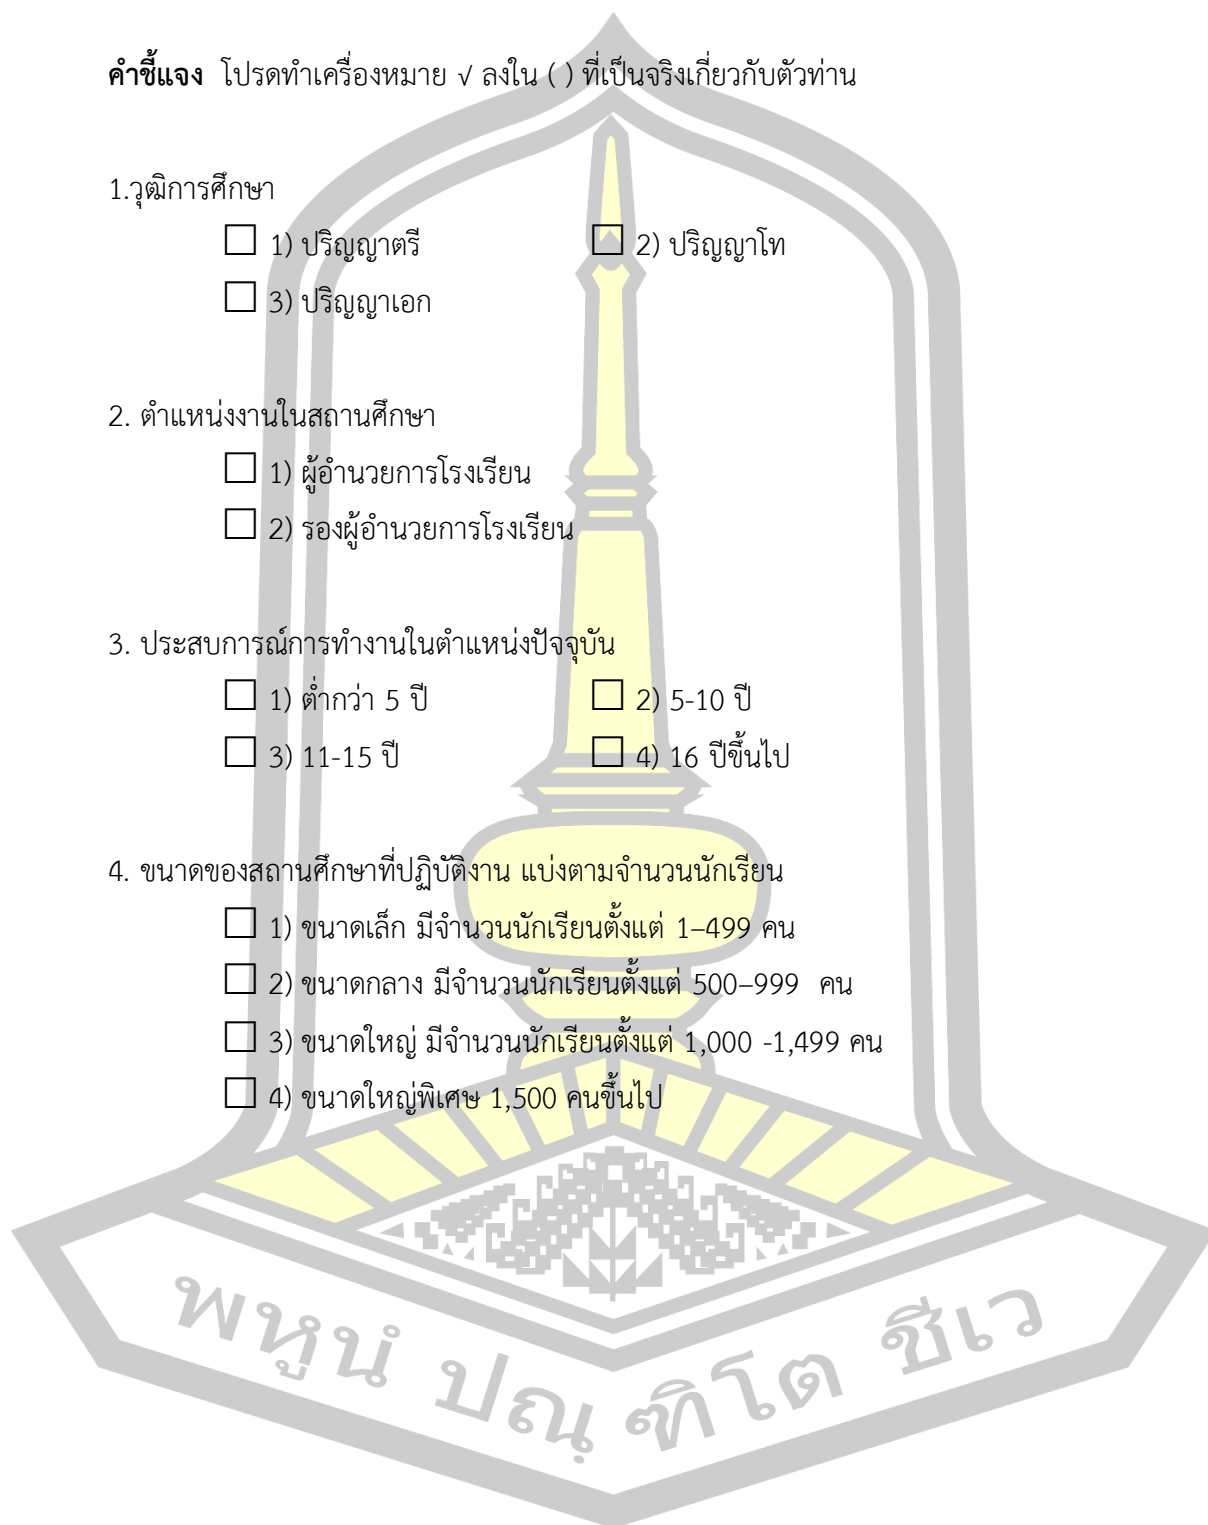 คำชี้แจง โปรดทำเครื่องหมาย √ ลงใน ( ) ที่เป็นจริงเกี่ยวกับตัวท่าน
1.วุฒิการศึกษา
☐ 1) ปริญญาตรี ☐ 2) ปริญญาโท
☐ 3) ปริญญาเอก
2. ตำแหน่งงานในสถานศึกษา
☐ 1) ผู้อำนวยการโรงเรียน
☐ 2) รองผู้อำนวยการโรงเรียน
3. ประสบการณ์การทำงานในตำแหน่งปัจจุบัน
☐ 1) ต่ำกว่า 5 ปี ☐ 2) 5-10 ปี
☐ 3) 11-15 ปี ☐ 4) 16 ปีขึ้นไป
4. ขนาดของสถานศึกษาที่ปฏิบัติงาน แบ่งตามจำนวนนักเรียน
☐ 1) ขนาดเล็ก มีจำนวนนักเรียนตั้งแต่ 1–499 คน
☐ 2) ขนาดกลาง มีจำนวนนักเรียนตั้งแต่ 500–999 คน
☐ 3) ขนาดใหญ่ มีจำนวนนักเรียนตั้งแต่ 1,000 -1,499 คน
☐ 4) ขนาดใหญ่พิเศษ 1,500 คนขึ้นไป
พหูนํ ปณฺฑิโต ชีเว